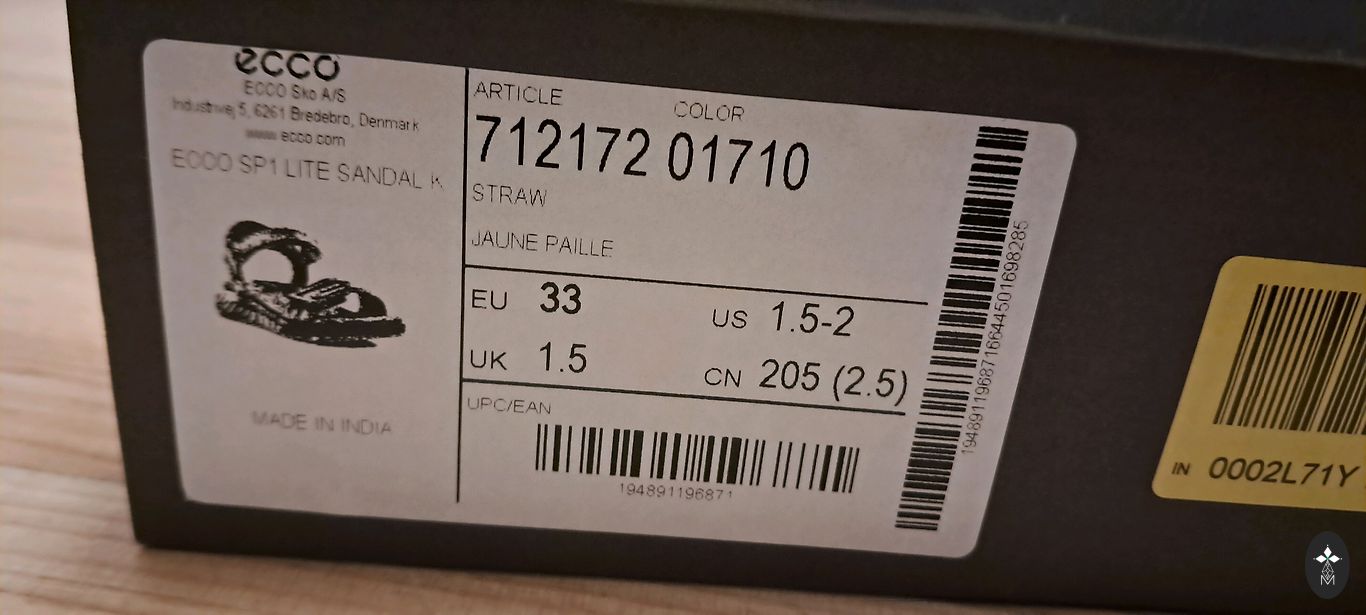 ecco
ECCO Sko A/S
Industrivej 5, 6261 Bredebro, Denmark
www.ecco.com
ECCO SP1 LITE SANDAL K
MADE IN INDIA
ARTICLE COLOR
712172 01710
STRAW
JAUNE PAILLE
EU 33 US 1.5-2
UK 1.5 CN 205 (2.5)
UPC/EAN
194891196871
1948911968716644501698285
IN 0002L71Y
M